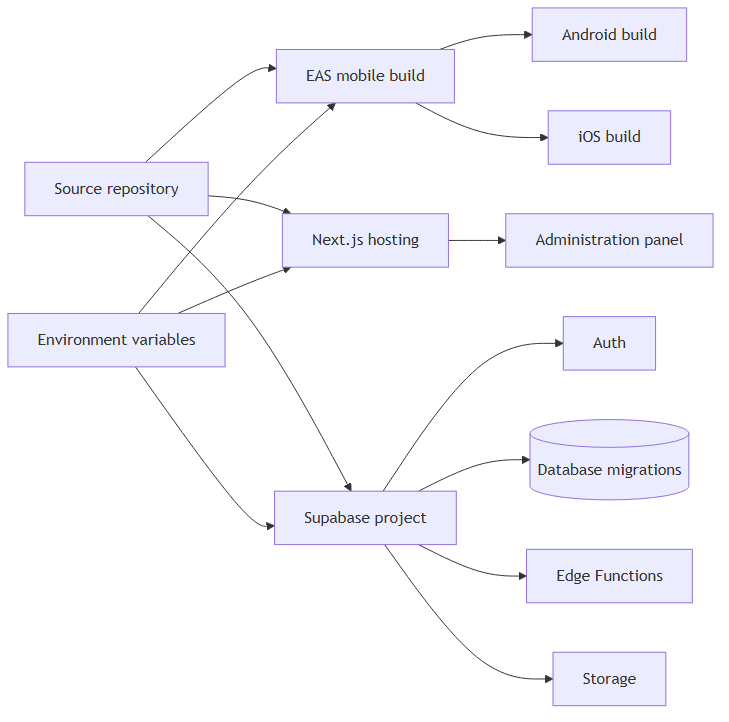 Android build
EAS mobile build
iOS build
Source repository
Next.js hosting
Administration panel
Environment variables
Auth
Database migrations
Supabase project
Edge Functions
Storage